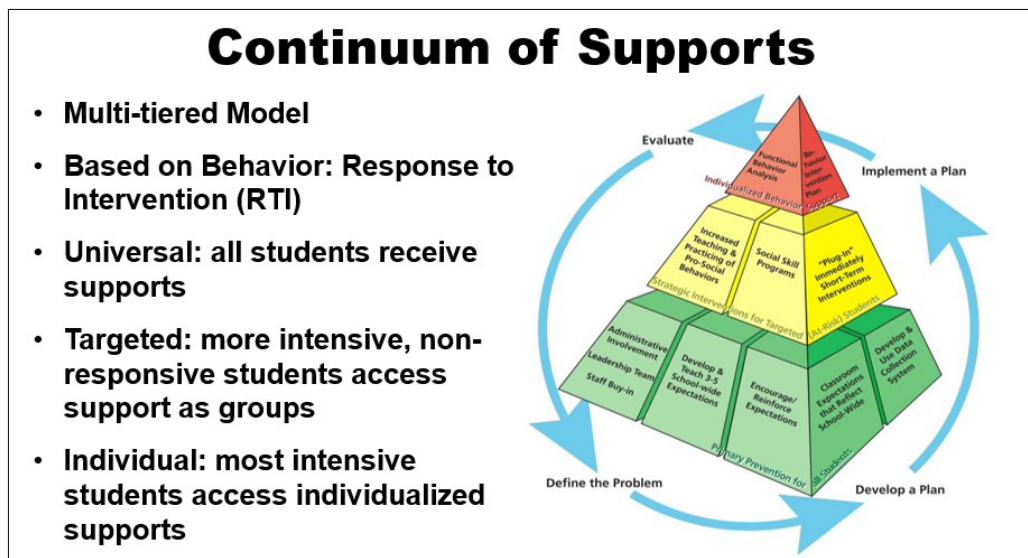 Continuum of Supports
• Multi-tiered Model
• Based on Behavior: Response to
Intervention (RTI)
• Universal: all students receive
supports
• Targeted: more intensive, non-
responsive students access
support as groups
• Individual: most intensive
students access individualized
supports
Evaluate
Implement a Plan
Define the Problem
Develop a Plan
Functional
Behavior
Analysis
Be-
havior
Inter-
vention
Plan
Individualized Behavior Support
Increased
Teaching &
Practicing of
Pro-Social
Behaviors
Social Skill
Programs
"Plug-In"
Immediately
Short-Term
Interventions
Strategic Interventions for Targeted (At-Risk) Students
Administrative
Involvement
Leadership Team
Staff Buy-in
Develop &
Teach 3-5
School-wide
Expectations
Encourage/
Reinforce
Expectations
Classroom
Expectations
that Reflect
School-Wide
Develop &
Use Data
Collection
System
Primary Prevention for all Students